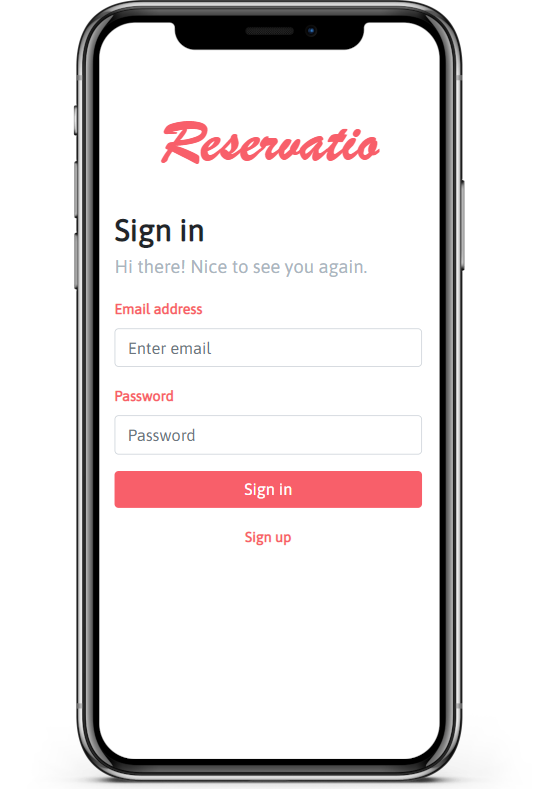 Reservatio
Sign in
Hi there! Nice to see you again.
Email address
Enter email
Password
Password
Sign in
Sign up